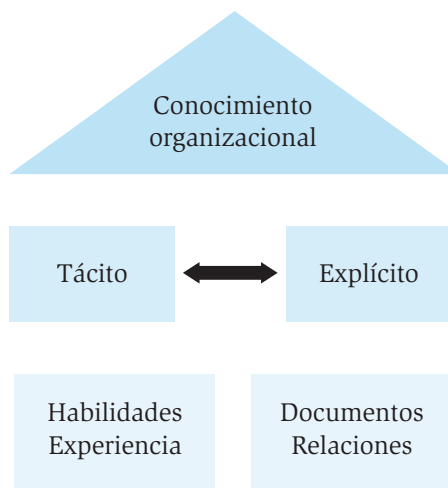 Conocimiento
organizacional
Tácito
Explícito
Habilidades
Experiencia
Documentos
Relaciones